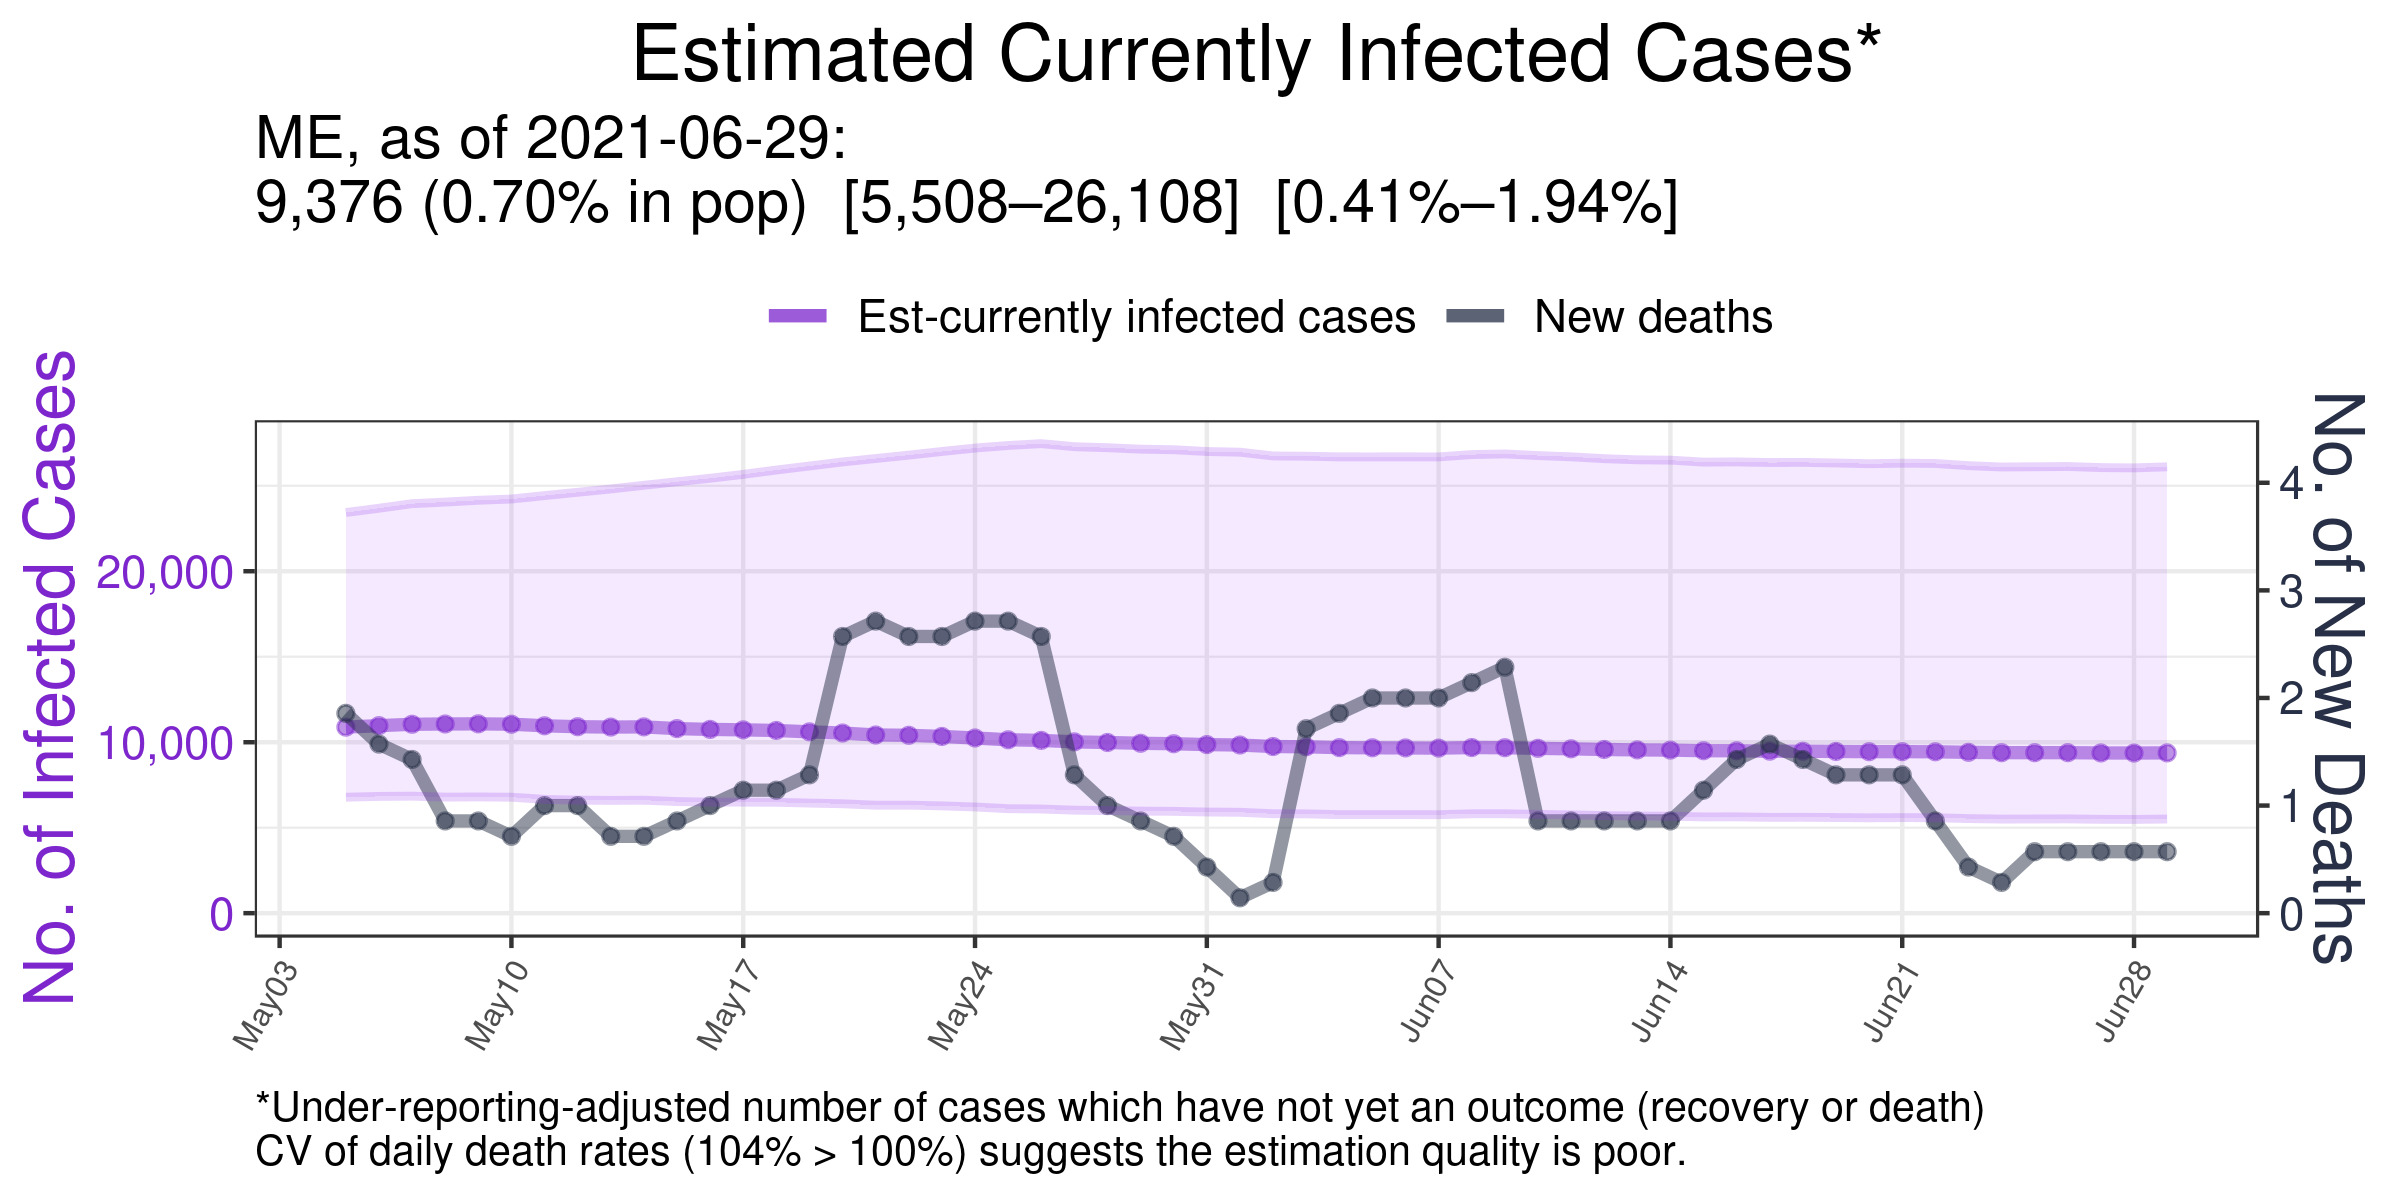 Estimated Currently Infected Cases*
ME, as of 2021-06-29:
9,376 (0.70% in pop) [5,508–26,108] [0.41%–1.94%]
Est-currently infected cases
New deaths
No. of Infected Cases
20,000
10,000
0
No. of New Deaths
4
3
2
1
0
May03
May10
May17
May24
May31
Jun07
Jun14
Jun21
Jun28
*Under-reporting-adjusted number of cases which have not yet an outcome (recovery or death)
CV of daily death rates (104% > 100%) suggests the estimation quality is poor.